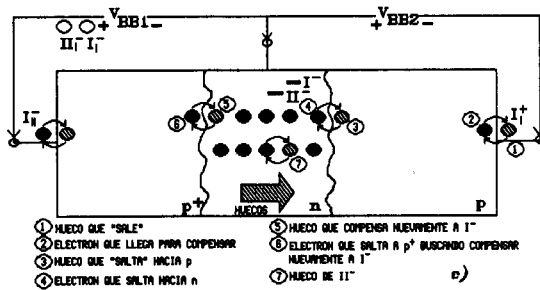 V BB1
+ −
V BB2
+ −
II₁⁻ I₁⁻
I⁻
II⁻
I_N⁻
I₁⁺
6 5 4 3 2 1
7
p⁺ HUECOS n p
① HUECO QUE "SALE"
② ELECTRON QUE LLEGA PARA COMPENSAR
③ HUECO QUE "SALTA" HACIA p
④ ELECTRON QUE SALTA HACIA n
⑤ HUECO QUE COMPENSA NUEVAMENTE A I⁻
⑥ ELECTRON QUE SALTA A p⁺ BUSCANDO COMPENSAR
NUEVAMENTE A I⁻
⑦ HUECO DE II⁻